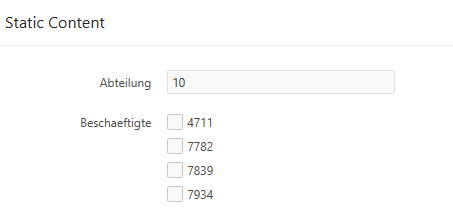 Static Content
Abteilung 10
Beschaeftigte 4711
7782
7839
7934